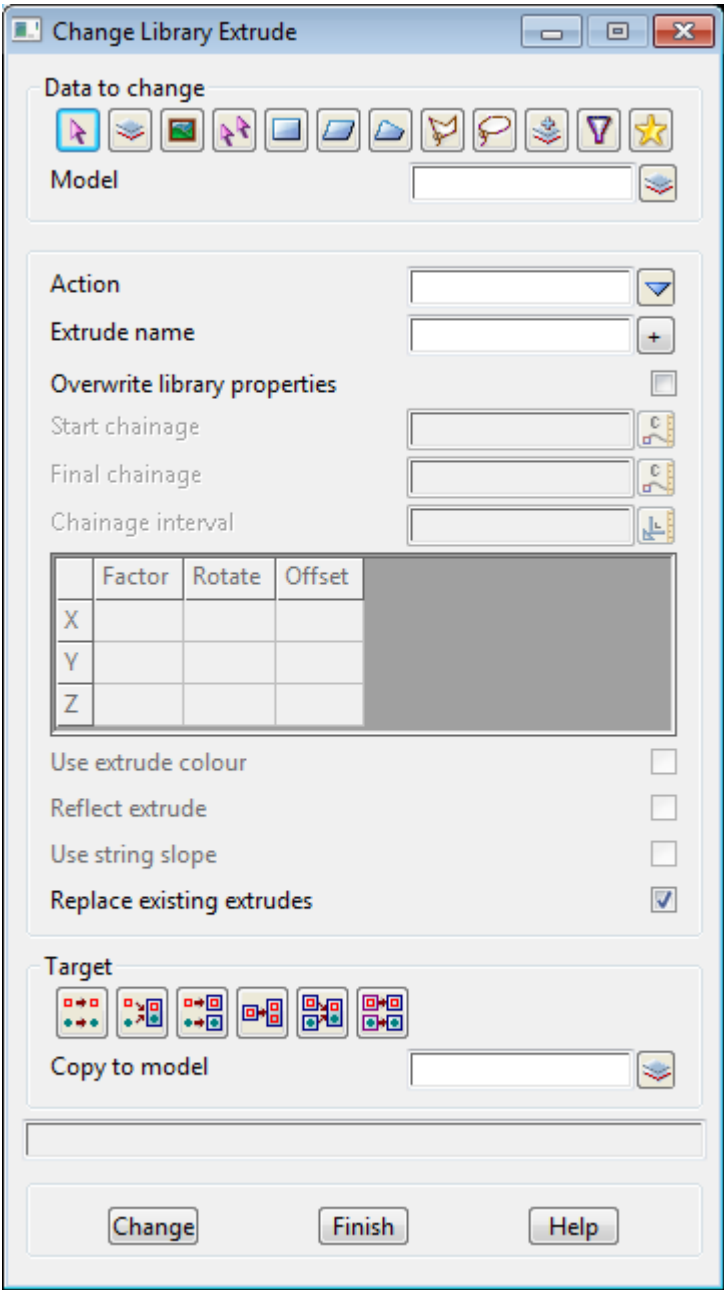 Change Library Extrude
Data to change
Model
Action
Extrude name
+
Overwrite library properties
Start chainage
C
Final chainage
C
Chainage interval
L
Factor Rotate Offset
X
Y
Z
Use extrude colour
Reflect extrude
Use string slope
Replace existing extrudes
Target
Copy to model
Change Finish Help